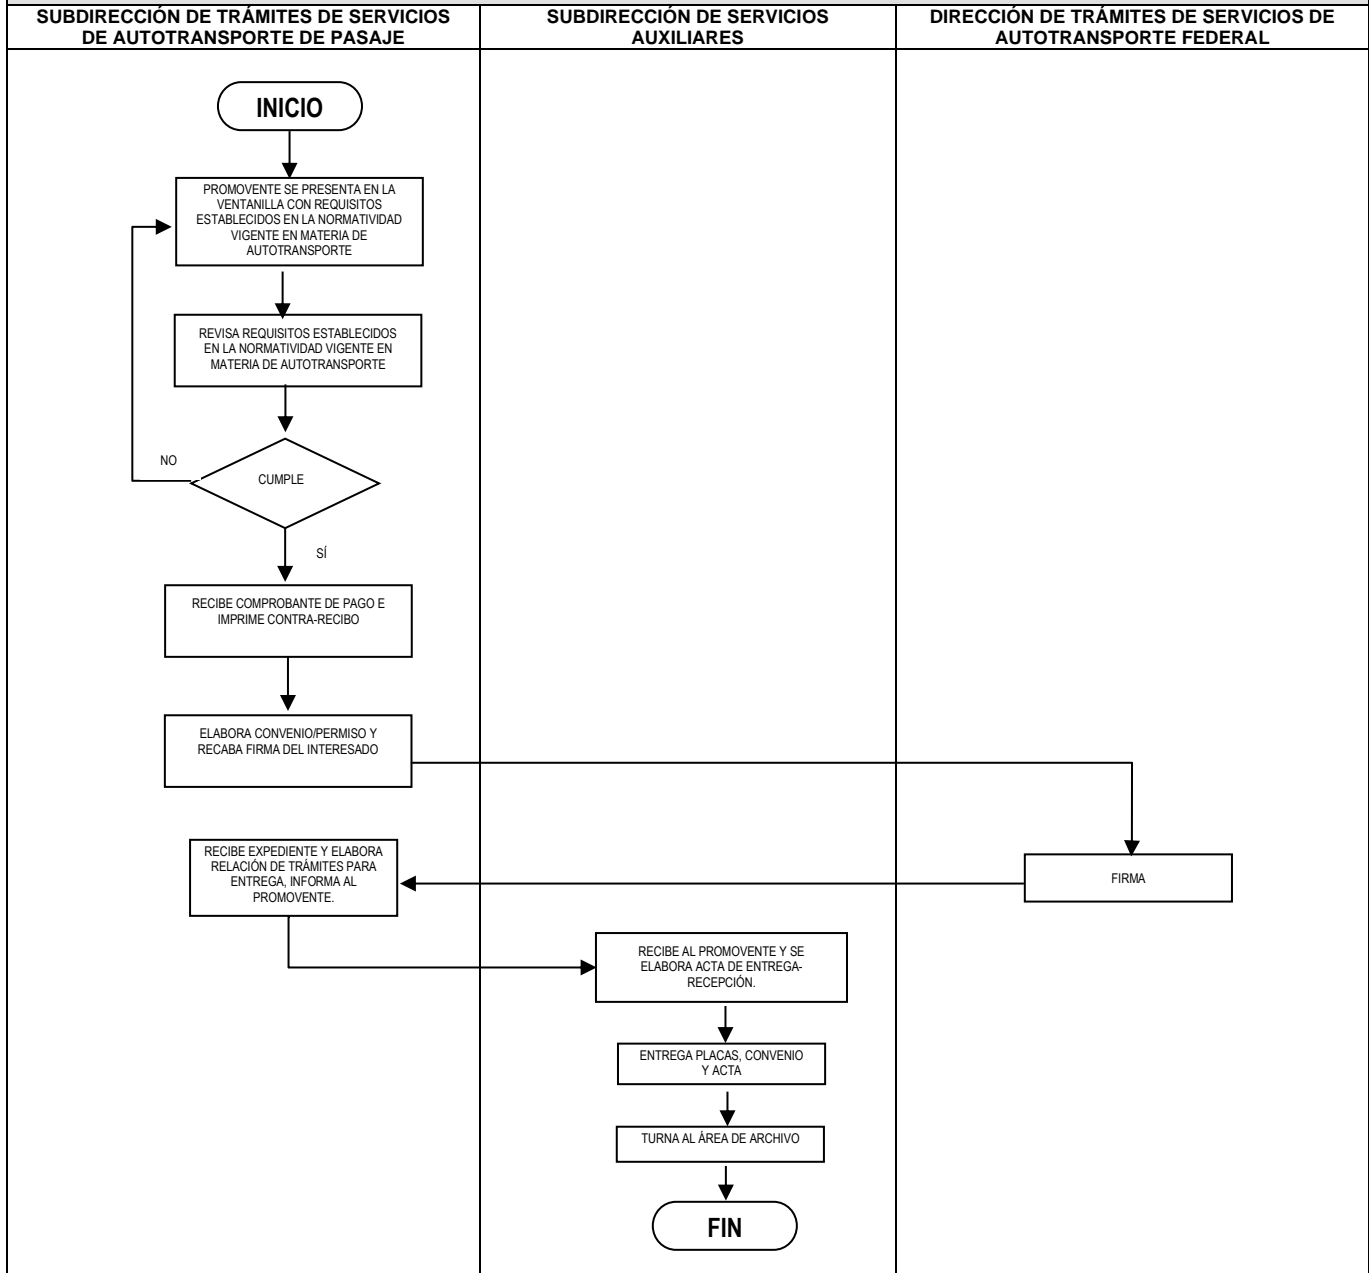 SUBDIRECCIÓN DE TRÁMITES DE SERVICIOS
DE AUTOTRANSPORTE DE PASAJE
SUBDIRECCIÓN DE SERVICIOS
AUXILIARES
DIRECCIÓN DE TRÁMITES DE SERVICIOS DE
AUTOTRANSPORTE FEDERAL
INICIO
PROMOVENTE SE PRESENTA EN LA
VENTANILLA CON REQUISITOS
ESTABLECIDOS EN LA NORMATIVIDAD
VIGENTE EN MATERIA DE
AUTOTRANSPORTE
REVISA REQUISITOS ESTABLECIDOS
EN LA NORMATIVIDAD VIGENTE EN
MATERIA DE AUTOTRANSPORTE
NO
CUMPLE
SÍ
RECIBE COMPROBANTE DE PAGO E
IMPRIME CONTRA-RECIBO
ELABORA CONVENIO/PERMISO Y
RECABA FIRMA DEL INTERESADO
RECIBE EXPEDIENTE Y ELABORA
RELACIÓN DE TRÁMITES PARA
ENTREGA, INFORMA AL
PROMOVENTE.
FIRMA
RECIBE AL PROMOVENTE Y SE
ELABORA ACTA DE ENTREGA-
RECEPCIÓN.
ENTREGA PLACAS, CONVENIO
Y ACTA
TURNA AL ÁREA DE ARCHIVO
FIN